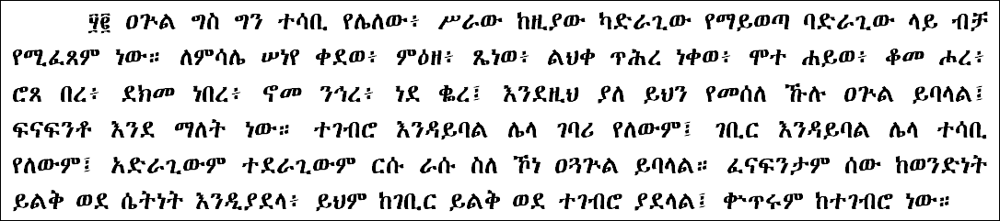 ፶፪ ዐጕል ግስ ግን ተሳቢ የሌለው፥ ሥራው ከዚያው ካድራጊው የማይወጣ ባድራጊው ላይ ብቻ
የሚፈጸም ነው። ለምሳሌ ሠነየ ቀደወ፥ ምዕዘ፥ ጼነወ፥ ልህቀ ጥሕረ ነቀወ፥ ሞተ ሐይወ፥ ቆመ ሖረ፥
ሮጸ በረ፥ ደክመ ነበረ፥ ኖመ ንኅረ፥ ነደ ቈረ፤ እንደዚህ ያለ ይህን የመሰለ ዅሉ ዐጕል ይባላል፤
ፍናፍንቶ እንደ ማለት ነው። ተገብሮ እንዳይባል ሌላ ገባሪ የለውም፤ ገቢር እንዳይባል ሌላ ተሳቢ
የለውም፤ አድራጊውም ተደራጊውም ርሱ ራሱ ስለ ኾነ ዐጓጕል ይባላል። ፈናፍንታም ሰው ከወንድነት
ይልቅ ወደ ሴትነት እንዲያደላ፥ ይህም ከገቢር ይልቅ ወደ ተገብሮ ያደላል፤ ቍጥሩም ከተገብሮ ነው።